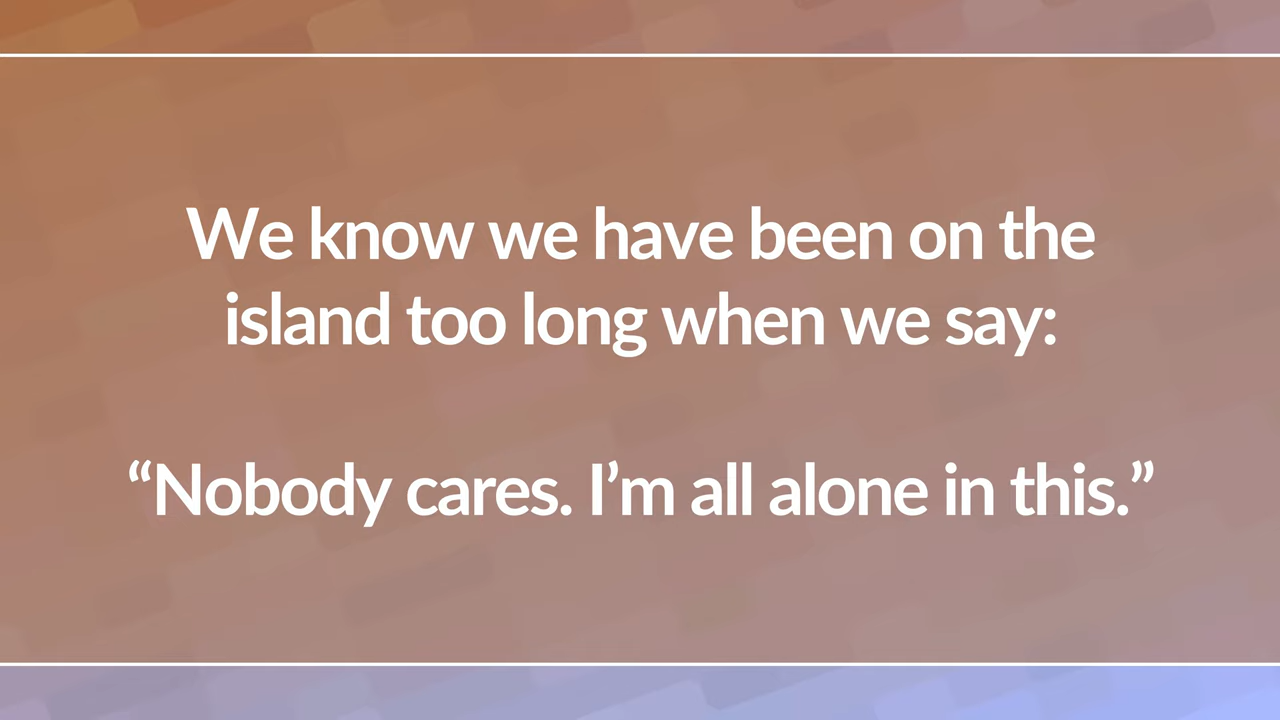 We know we have been on the
island too long when we say:
“Nobody cares. I’m all alone in this.”